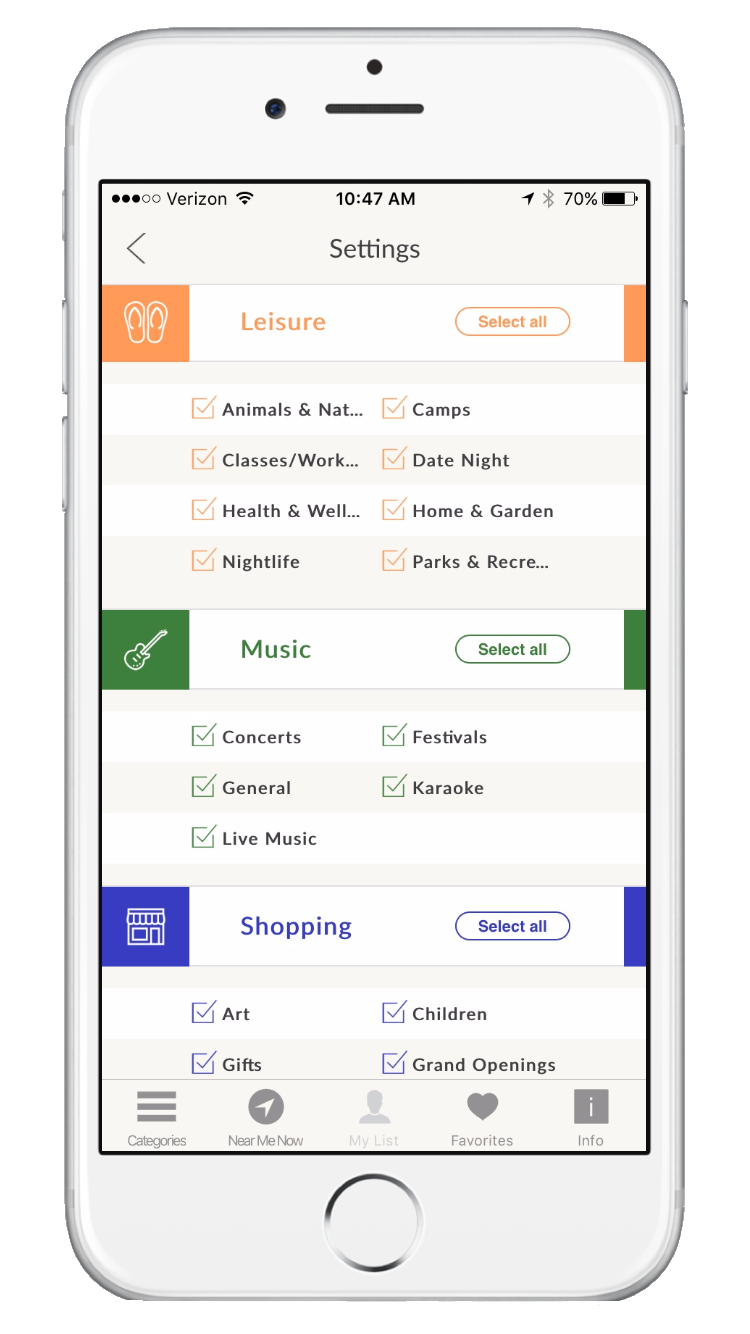 Verizon 10:47 AM 70%
Settings
Leisure Select all
Animals & Nat... Camps
Classes/Work... Date Night
Health & Well... Home & Garden
Nightlife Parks & Recre...
Music Select all
Concerts Festivals
General Karaoke
Live Music
Shopping Select all
Art Children
Gifts Grand Openings
Categories Near Me Now My List Favorites Info